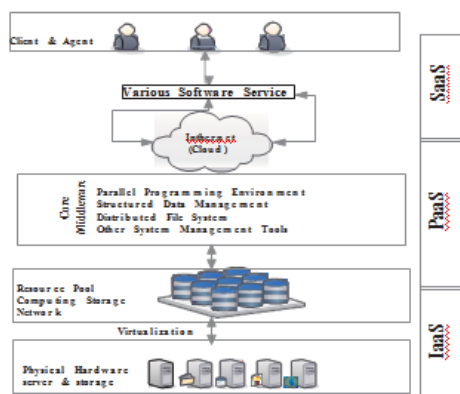 Client & Agent
Various Software Service
Internet
(Cloud)
Core
Middleware
Parallel Programming Environment
Structured Data Management
Distributed File System
Other System Management Tools
Resource Pool
Computing Storage
Network
Virtualization
Physical Hardware
server & storage
SaaS
PaaS
IaaS